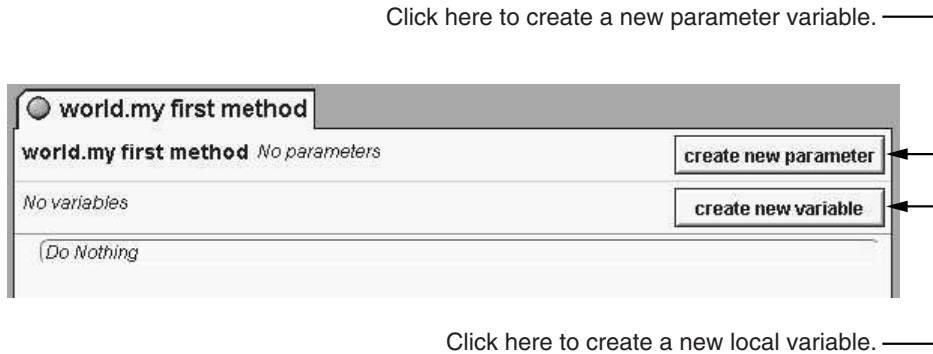 Click here to create a new parameter variable.
world.my first method
world.my first method No parameters
create new parameter
No variables
create new variable
Do Nothing
Click here to create a new local variable.